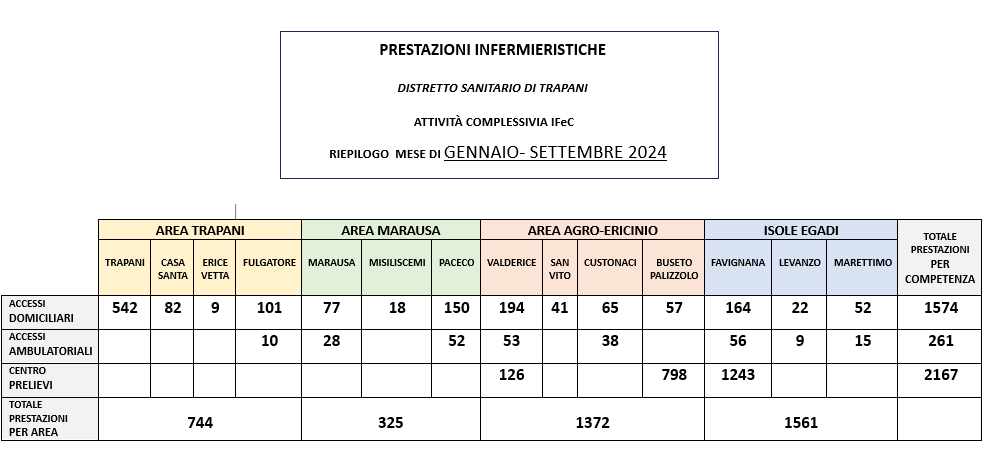 PRESTAZIONI INFERMIERISTICHE
DISTRETTO SANITARIO DI TRAPANI
ATTIVITÀ COMPLESSIVIA IFeC
RIEPILOGO MESE DI GENNAIO- SETTEMBRE 2024
AREA TRAPANI AREA MARAUSA AREA AGRO-ERICINIO ISOLE EGADI TOTALE PRESTAZIONI PER COMPETENZA
TRAPANI CASA SANTA ERICE VETTA FULGATORE MARAUSA MISILISCEMI PACECO VALDERICE SAN VITO CUSTONACI BUSETO PALIZZOLO FAVIGNANA LEVANZO MARETTIMO
ACCESSI DOMICILIARI 542 82 9 101 77 18 150 194 41 65 57 164 22 52 1574
ACCESSI AMBULATORIALI 10 28 52 53 38 56 9 15 261
CENTRO PRELIEVI 126 798 1243 2167
TOTALE PRESTAZIONI PER AREA 744 325 1372 1561